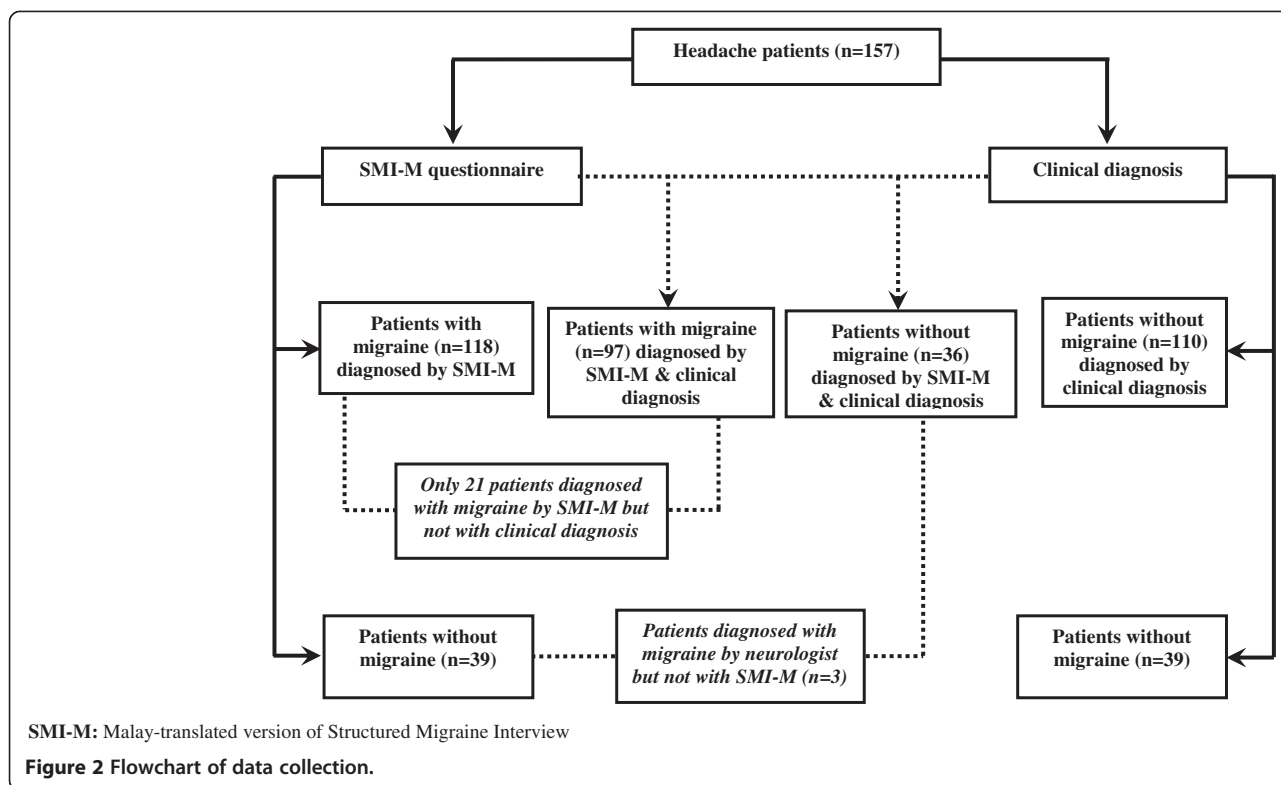 Headache patients (n=157)
SMI-M questionnaire
Clinical diagnosis
Patients with
migraine (n=118)
diagnosed by SMI-M
Patients with migraine
(n=97) diagnosed by
SMI-M & clinical
diagnosis
Patients without
migraine (n=36)
diagnosed by SMI-M
& clinical diagnosis
Patients without
migraine (n=110)
diagnosed by
clinical diagnosis
Only 21 patients diagnosed
with migraine by SMI-M but
not with clinical diagnosis
Patients without
migraine (n=39)
Patients diagnosed with
migraine by neurologist
but not with SMI-M (n=3)
Patients without
migraine (n=39)
SMI-M: Malay-translated version of Structured Migraine Interview
Figure 2 Flowchart of data collection.